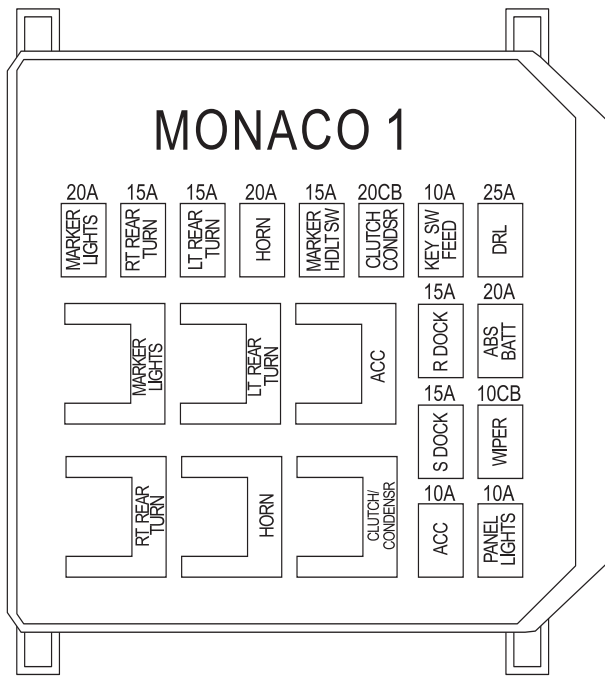 MONACO 1
20A 15A 15A 20A 15A 20CB 10A 25A
MARKER
LIGHTS
RT REAR
TURN
LT REAR
TURN
HORN
MARKER
HDLT SW
CLUTCH
CONDSR
KEY SW
FEED
DRL
15A 20A
MARKER
LIGHTS
LT REAR
TURN
ACC
R DOCK
ABS
BATT
15A 10CB
S DOCK
WIPER
10A 10A
RT REAR
TURN
HORN
CLUTCH/
CONDENSR
ACC
PANEL
LIGHTS